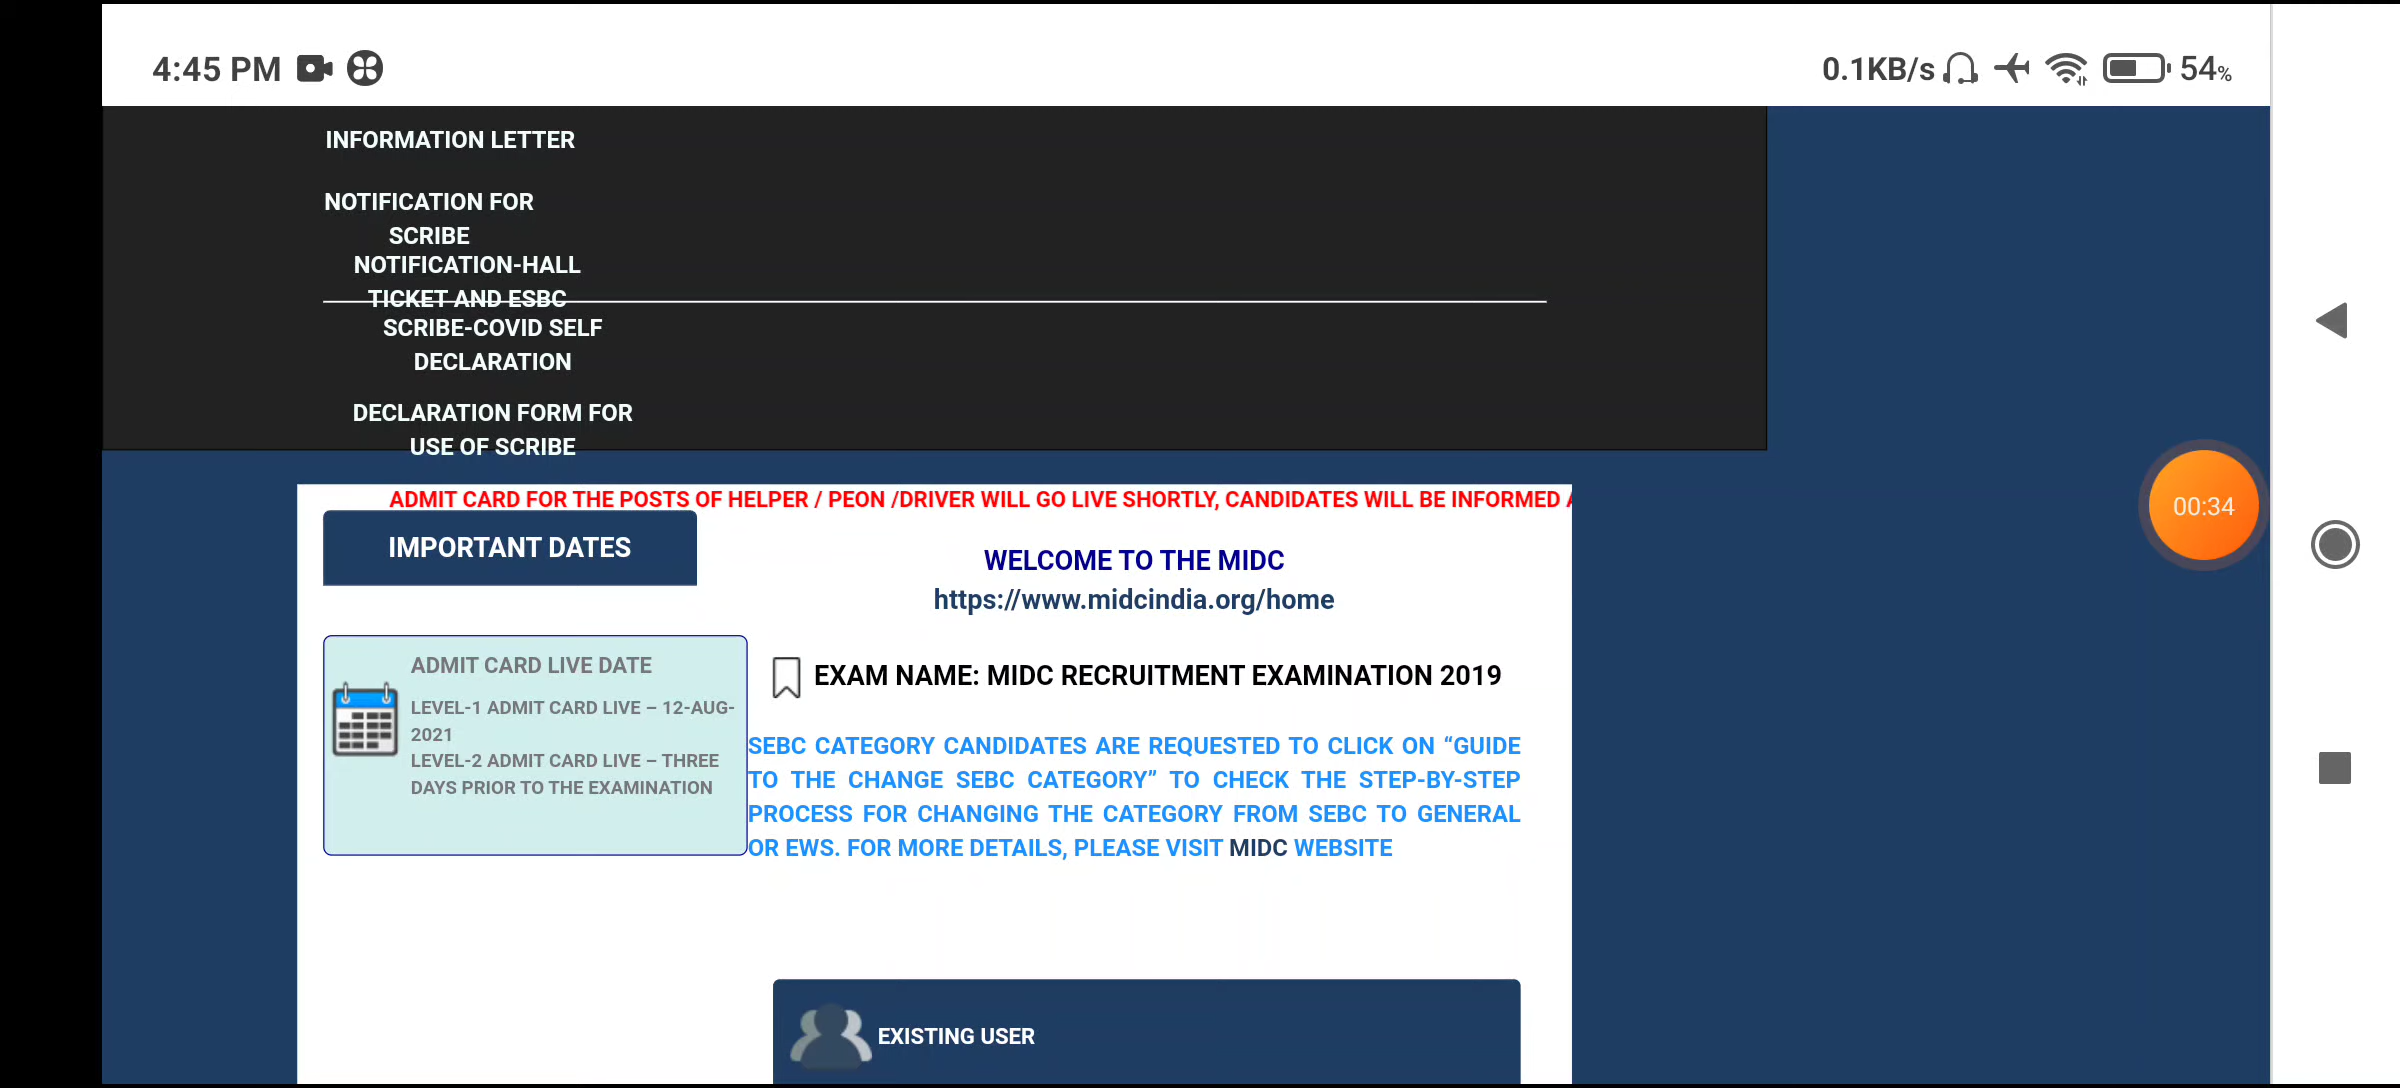 4:45 PM
0.1KB/s 54%
INFORMATION LETTER
NOTIFICATION FOR
SCRIBE
NOTIFICATION-HALL
TICKET AND ESBC
SCRIBE-COVID SELF
DECLARATION
DECLARATION FORM FOR
USE OF SCRIBE
ADMIT CARD FOR THE POSTS OF HELPER / PEON /DRIVER WILL GO LIVE SHORTLY, CANDIDATES WILL BE INFORMED
00:34
IMPORTANT DATES
WELCOME TO THE MIDC
https://www.midcindia.org/home
ADMIT CARD LIVE DATE
LEVEL-1 ADMIT CARD LIVE – 12-AUG-
2021
LEVEL-2 ADMIT CARD LIVE – THREE
DAYS PRIOR TO THE EXAMINATION
EXAM NAME: MIDC RECRUITMENT EXAMINATION 2019
SEBC CATEGORY CANDIDATES ARE REQUESTED TO CLICK ON “GUIDE
TO THE CHANGE SEBC CATEGORY” TO CHECK THE STEP-BY-STEP
PROCESS FOR CHANGING THE CATEGORY FROM SEBC TO GENERAL
OR EWS. FOR MORE DETAILS, PLEASE VISIT MIDC WEBSITE
EXISTING USER